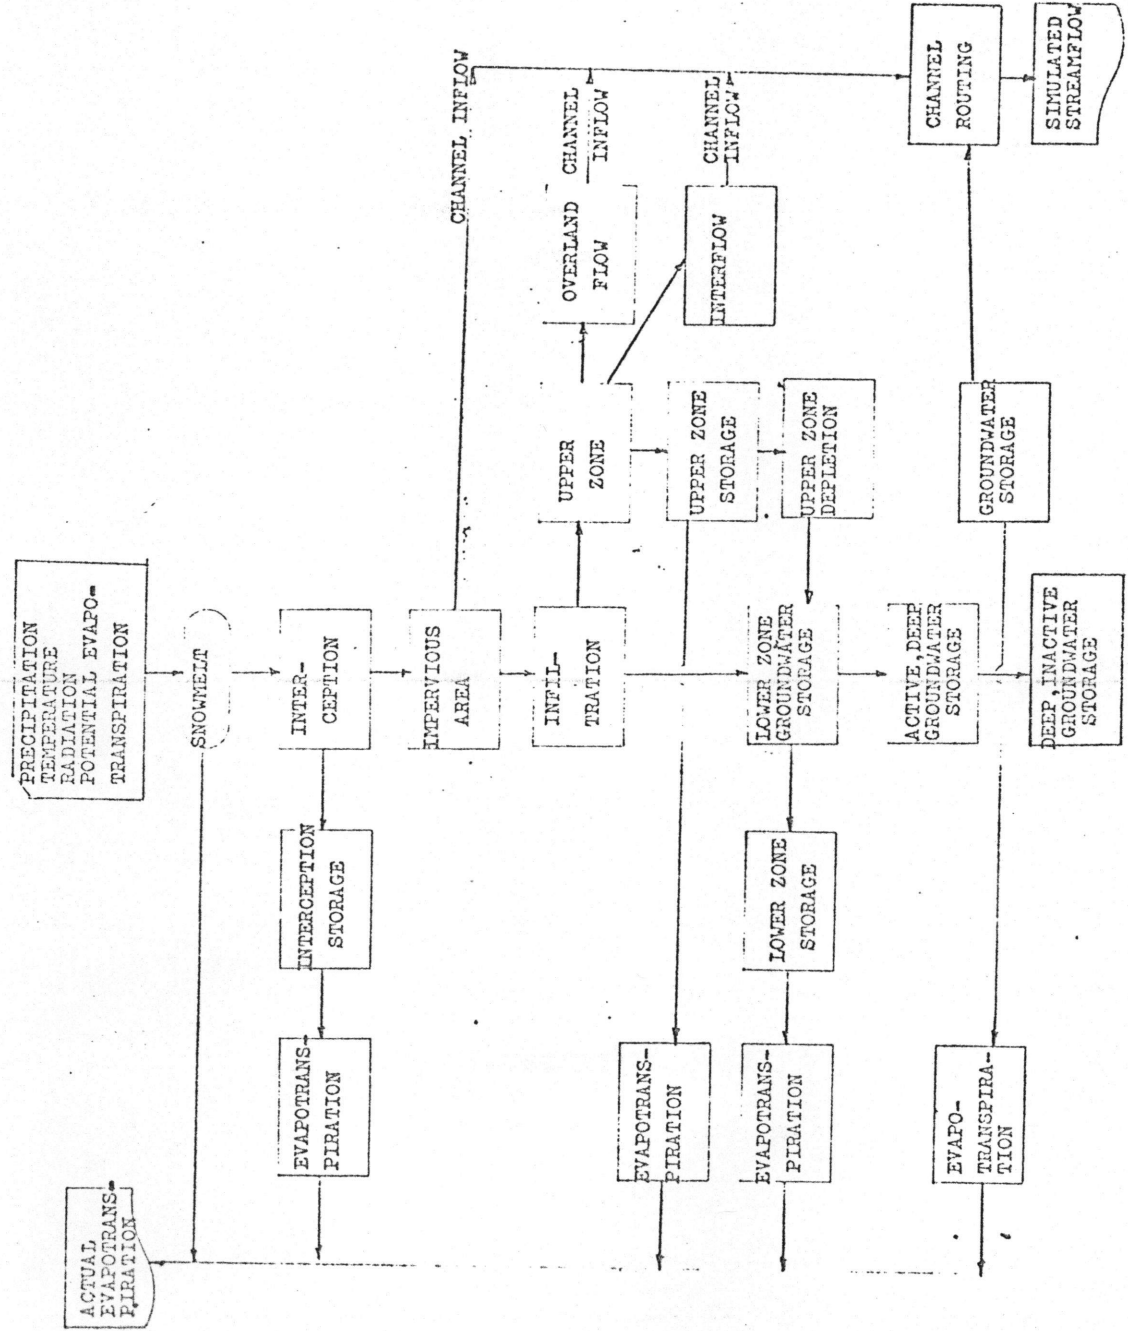 ACTUAL
EVAPOTRANS-
PIRATION
PRECIPITATION
TEMPERATURE
RADIATION
POTENTIAL EVAPO-
TRANSPIRATION
SNOWMELT
EVAPOTRANS-
PIRATION
INTERCEPTION
STORAGE
INTER-
CEPTION
CHANNEL INFLOW
IMPERVIOUS
AREA
INFIL-
TRATION
UPPER
ZONE
OVERLAND
FLOW
CHANNEL
INFLOW
EVAPOTRANS-
PIRATION
UPPER ZONE
STORAGE
INTERFLOW
CHANNEL
INFLOW
EVAPOTRANS-
PIRATION
LOWER ZONE
STORAGE
LOWER ZONE
GROUNDWATER
STORAGE
UPPER ZONE
DEPLETION
ACTIVE,DEEP
GROUNDWATER
STORAGE
EVAPO-
TRANSPIRA-
TION
GROUNDWATER
STORAGE
CHANNEL
ROUTING
DEEP,INACTIVE
GROUNDWATER
STORAGE
SIMULATED
STREAMFLOW